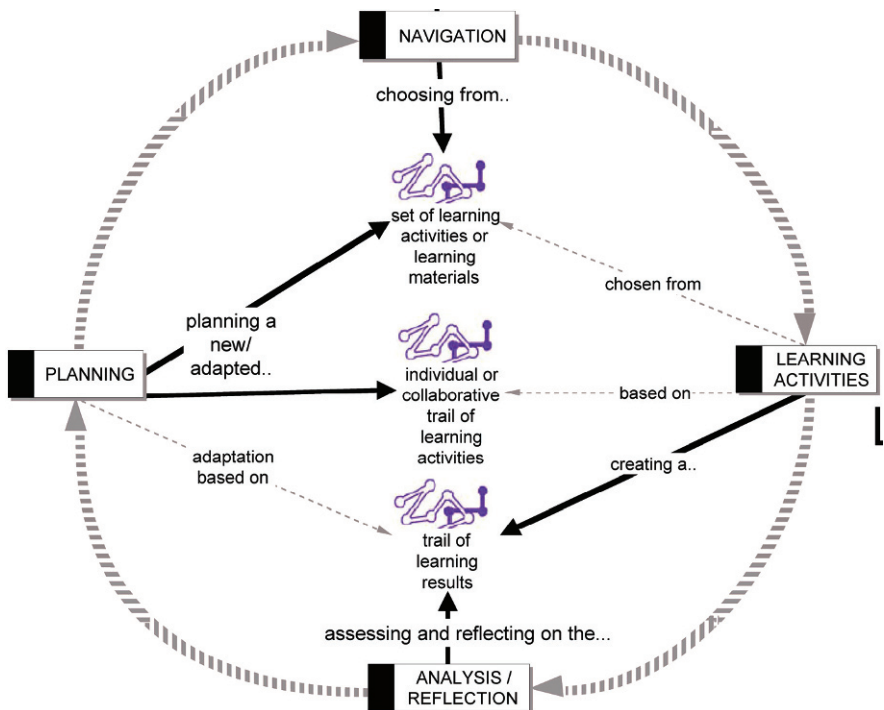 NAVIGATION
choosing from..
set of learning
activities or
learning
materials
chosen from
planning a
new/
adapted..
PLANNING
individual or
collaborative
trail of
learning
activities
based on
LEARNING
ACTIVITIES
adaptation
based on
creating a..
trail of
learning
results
assessing and reflecting on the...
ANALYSIS /
REFLECTION